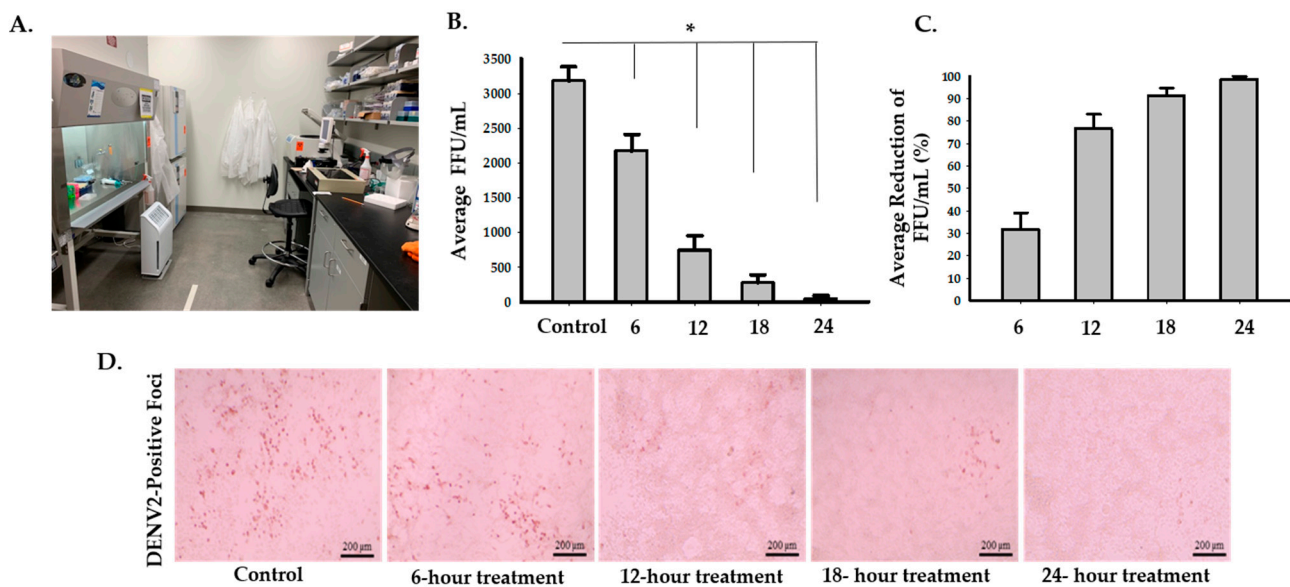 A.
B.
*
Average FFU/mL
3500
3000
2500
2000
1500
1000
500
0
Control 6 12 18 24
C.
Average Reduction of
FFU/mL (%)
100
90
80
70
60
50
40
30
20
10
0
6 12 18 24
D.
DENV2-Positive Foci
200 µm 200 µm 200 µm 200 µm 200 µm
Control 6-hour treatment 12-hour treatment 18- hour treatment 24- hour treatment